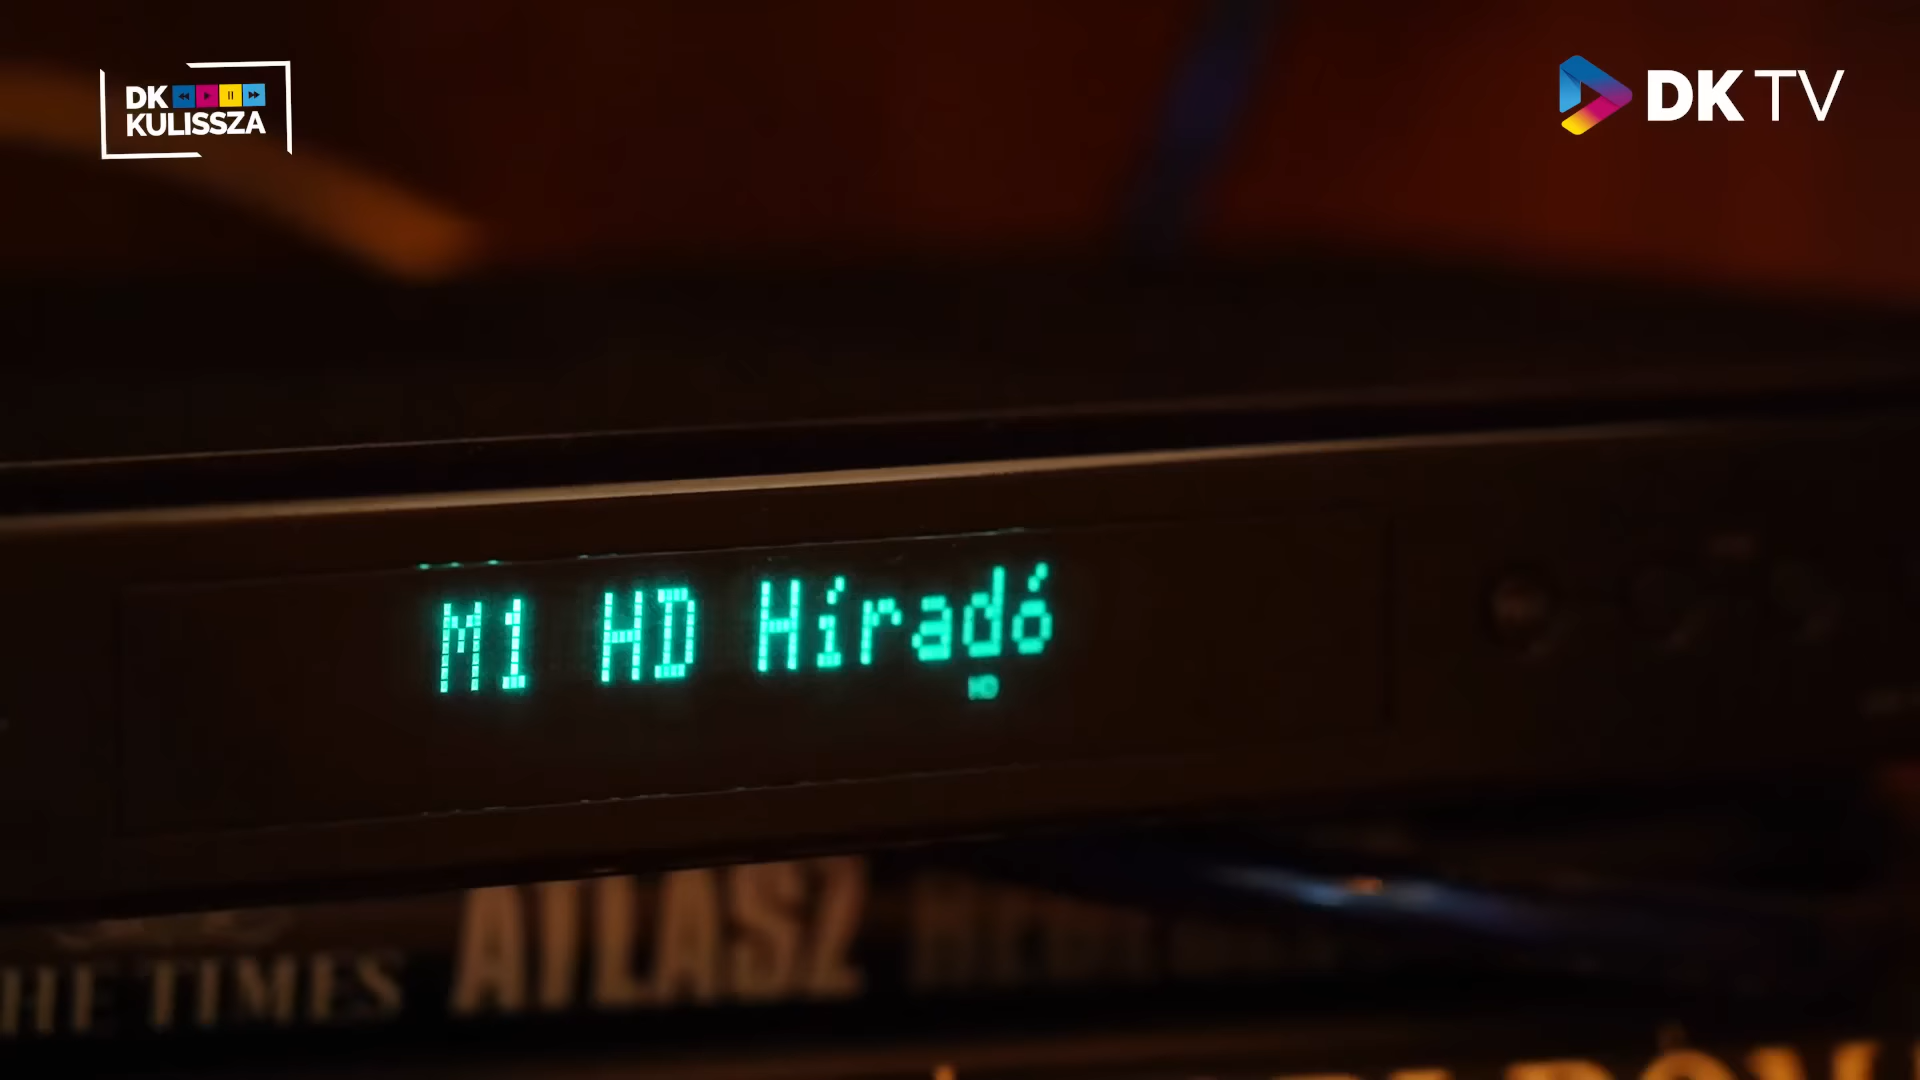 DK
KULISSZA
DK TV
M1 HD Híradó
HD
HE TIMES ATLASZ